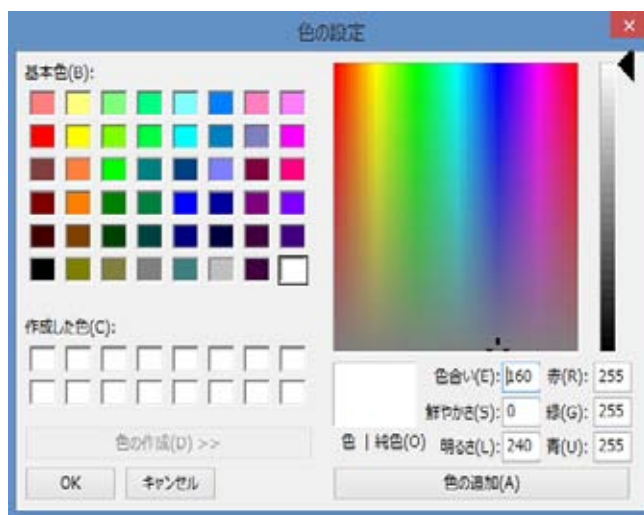 色の設定
基本色(B):
作成した色(C):
色の作成(D) >>
OK
キャンセル
色合い(E): 160
赤(R): 255
鮮やかさ(S): 0
緑(G): 255
色 | 純色(O)
明るさ(L): 240
青(U): 255
色の追加(A)